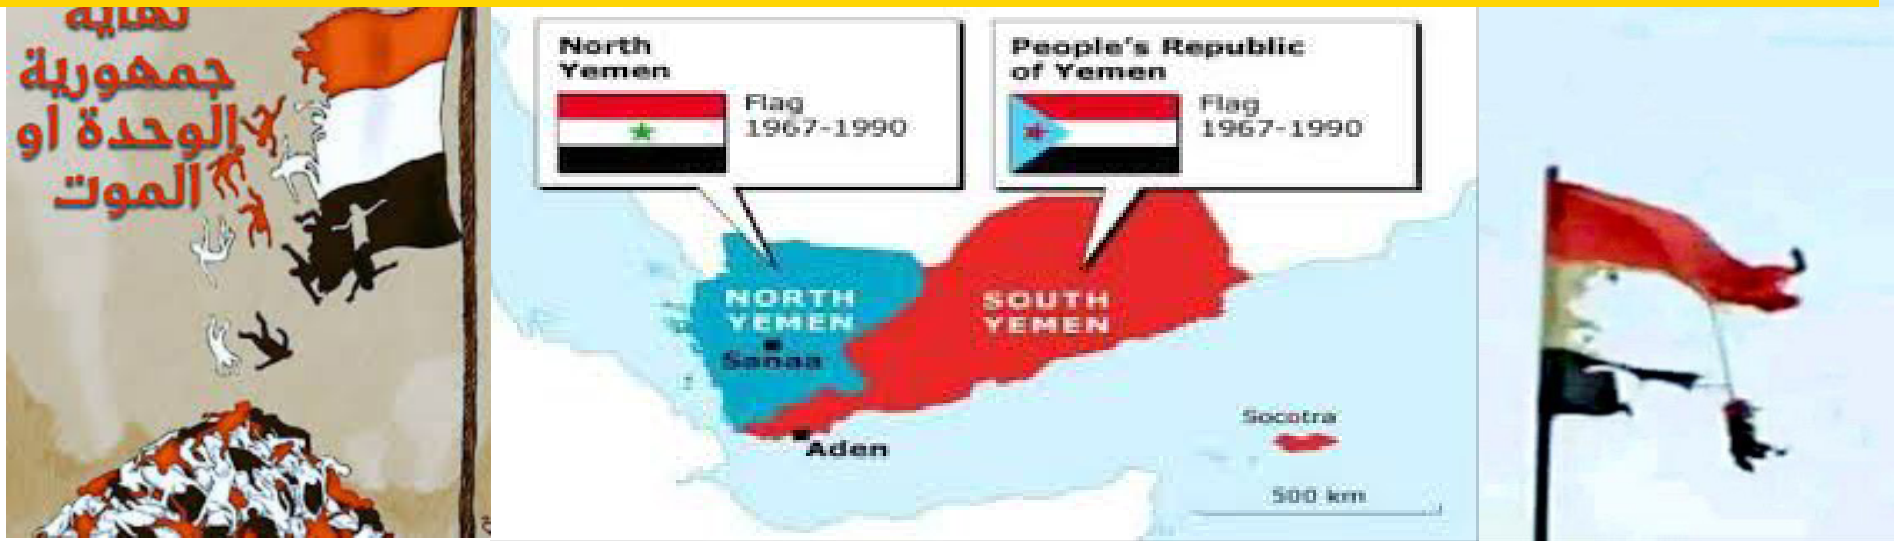 نهاية
جمهورية
الوحدة او
الموت
North
Yemen
Flag
1967-1990
People's Republic
of Yemen
Flag
1967-1990
NORTH
YEMEN
Sanaa
SOUTH
YEMEN
Aden
Socotra
500 km